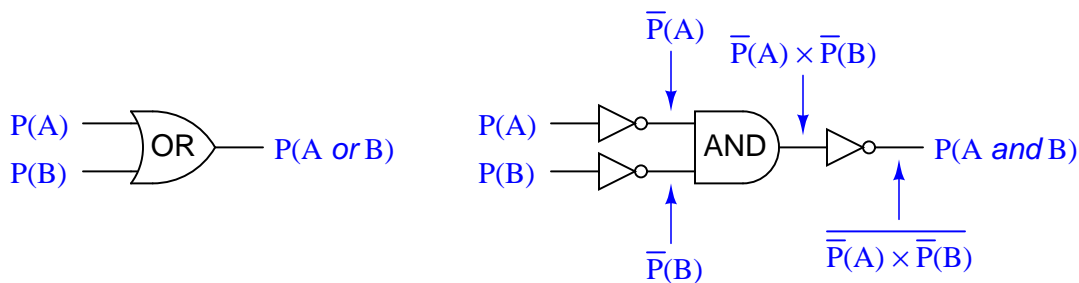 P(A)
P(B)
OR
P(A or B)
P̅(A)
P̅(A) × P̅(B)
P(A)
P(B)
AND
P(A and B)
P̅(B)
P̅(A) × P̅(B)